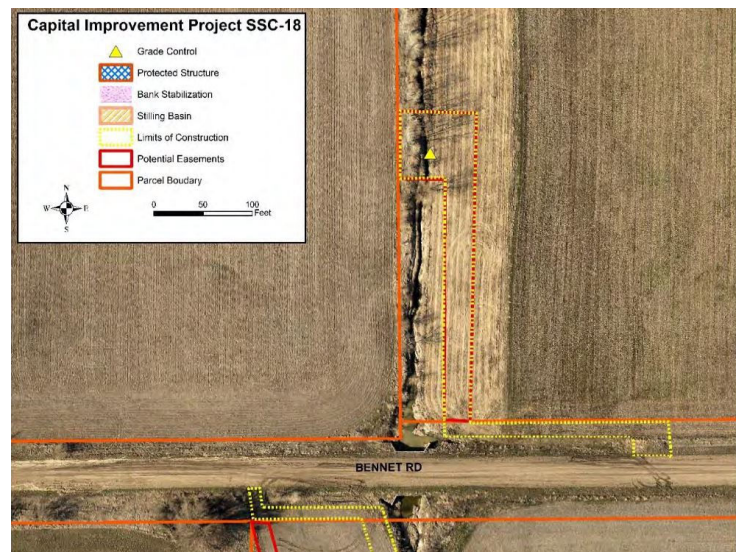 Capital Improvement Project SSC-18
Grade Control
Protected Structure
Bank Stabilization
Stilling Basin
Limits of Construction
Potential Easements
Parcel Boudary
N
W E
S
0 50 100
Feet
BENNET RD